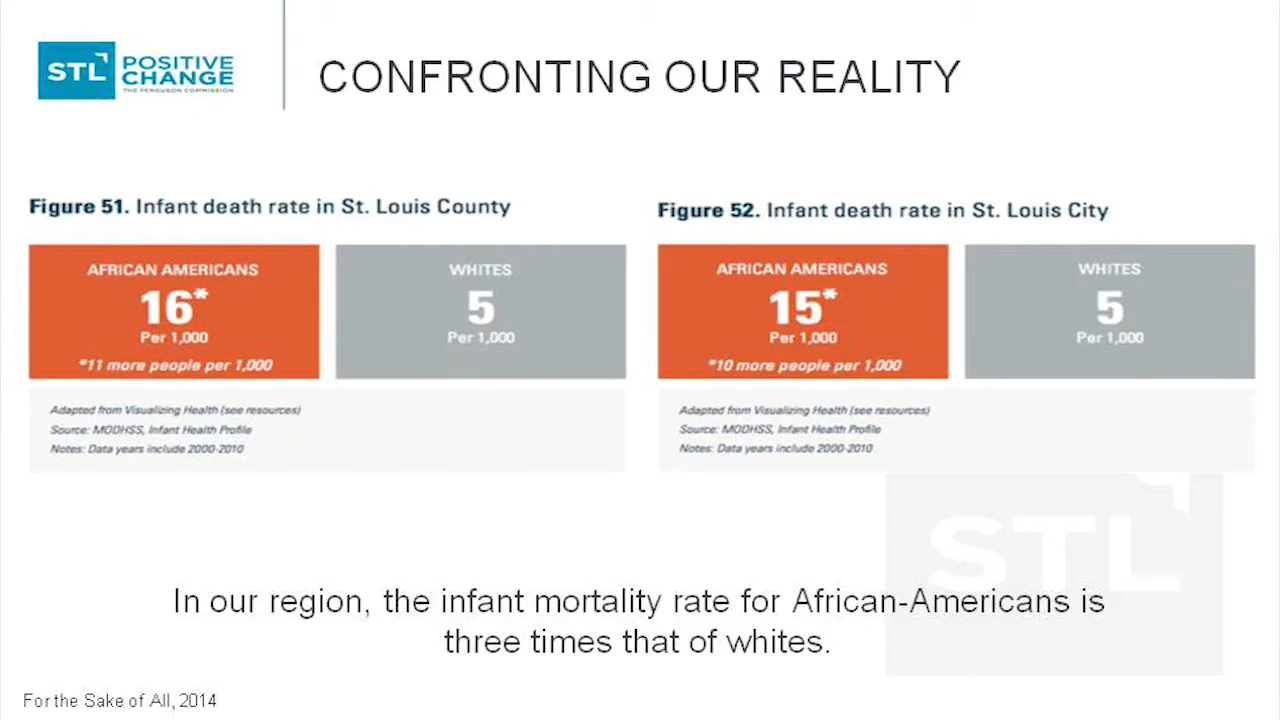 STL POSITIVE
CHANGE
THE FERGUSON COMMISSION
CONFRONTING OUR REALITY
Figure 51. Infant death rate in St. Louis County
AFRICAN AMERICANS
16*
Per 1,000
*11 more people per 1,000
WHITES
5
Per 1,000
Adapted from Visualizing Health (see resources)
Source: MODHSS, Infant Health Profile
Notes: Data years include 2000-2010
Figure 52. Infant death rate in St. Louis City
AFRICAN AMERICANS
15*
Per 1,000
*10 more people per 1,000
WHITES
5
Per 1,000
Adapted from Visualizing Health (see resources)
Source: MODHSS, Infant Health Profile
Notes: Data years include 2000-2010
STL
In our region, the infant mortality rate for African-Americans is
three times that of whites.
For the Sake of All, 2014